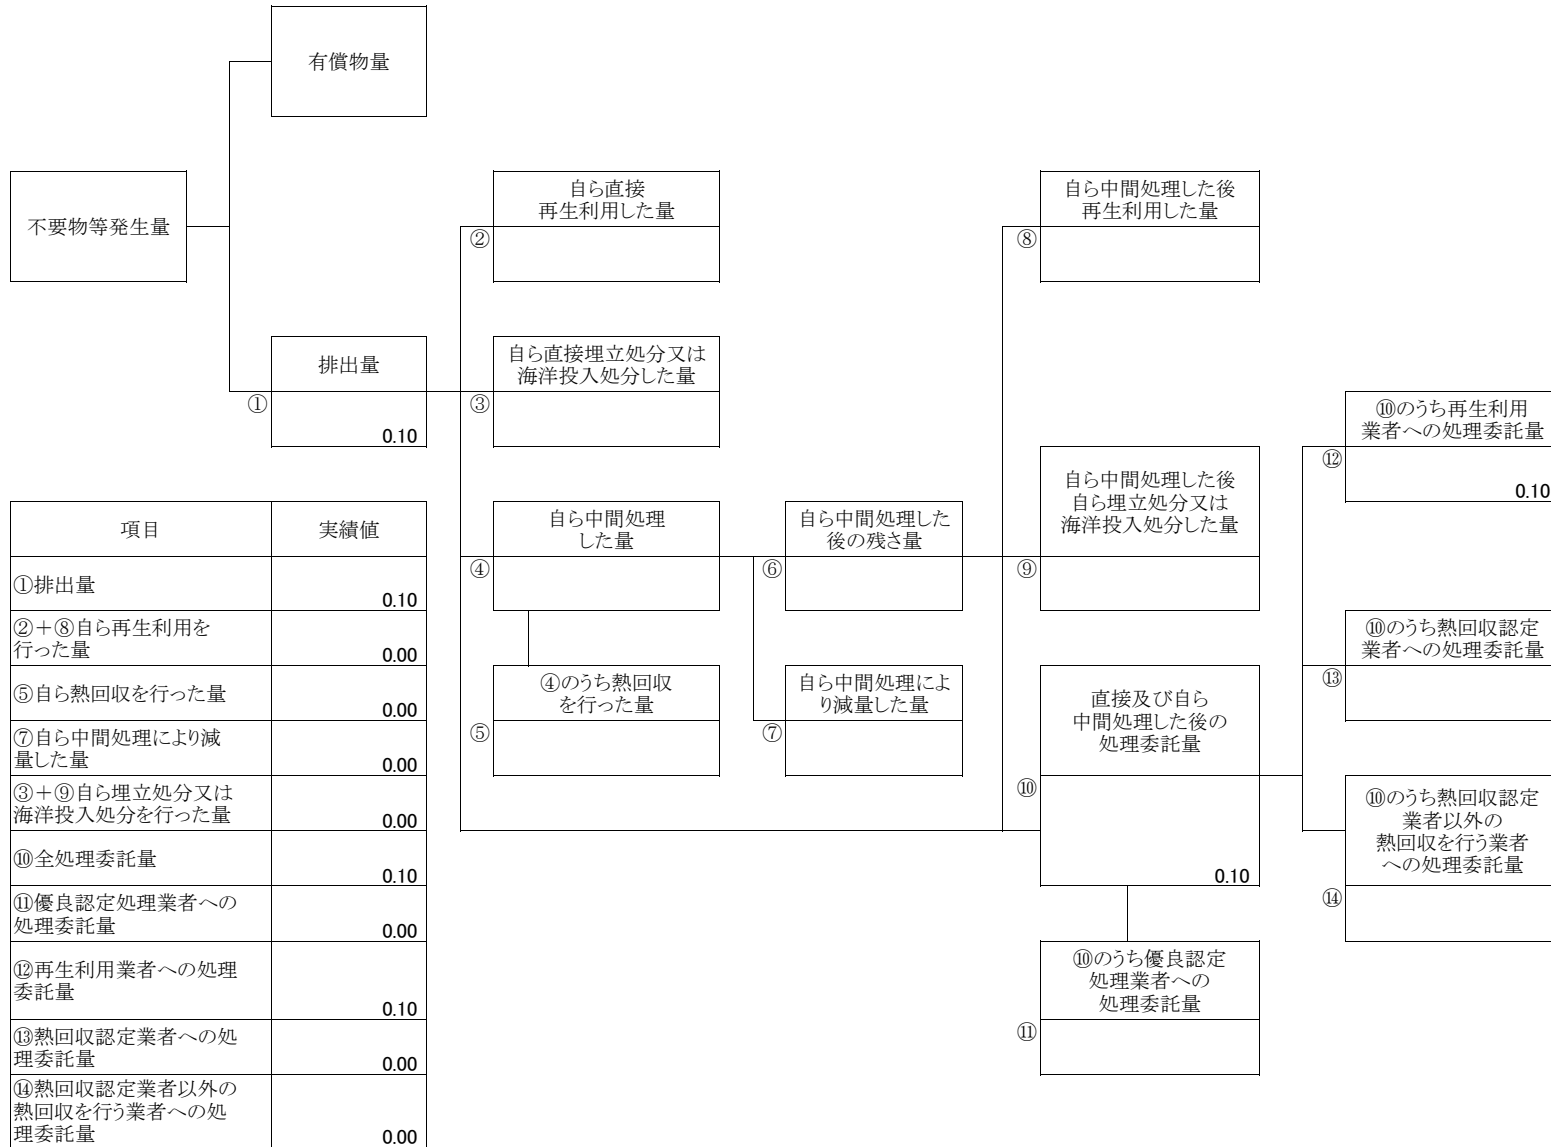 有償物量
不要物等発生量
自ら直接
再生利用した量
②
自ら中間処理した後
再生利用した量
⑧
排出量
①
0.10
自ら直接埋立処分又は
海洋投入処分した量
③
⑩のうち再生利用
業者への処理委託量
⑫
0.10
自ら中間処理
した量
④
自ら中間処理した
後の残さ量
⑥
自ら中間処理した後
自ら埋立処分又は
海洋投入処分した量
⑨
⑩のうち熱回収認定
業者への処理委託量
⑬
④のうち熱回収
を行った量
⑤
自ら中間処理によ
り減量した量
⑦
直接及び自ら
中間処理した後の
処理委託量
⑩
0.10
⑩のうち熱回収認定
業者以外の
熱回収を行う業者
への処理委託量
⑭
⑩のうち優良認定
処理業者への
処理委託量
⑪
項目
実績値
①排出量
0.10
②+⑧自ら再生利用を
行った量
0.00
⑤自ら熱回収を行った量
0.00
⑦自ら中間処理により減
量した量
0.00
③+⑨自ら埋立処分又は
海洋投入処分を行った量
0.00
⑩全処理委託量
0.10
⑪優良認定処理業者への
処理委託量
0.00
⑫再生利用業者への処理
委託量
0.10
⑬熱回収認定業者への処
理委託量
0.00
⑭熱回収認定業者以外の
熱回収を行う業者への処
理委託量
0.00